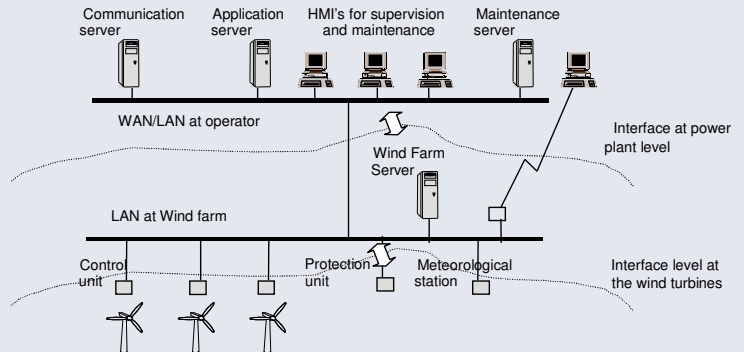 Communication
server
Application
server
HMI's for supervision
and maintenance
Maintenance
server
WAN/LAN at operator
Interface at power
plant level
Wind Farm
Server
LAN at Wind farm
Control
unit
Protection
unit
Meteorological
station
Interface level at
the wind turbines